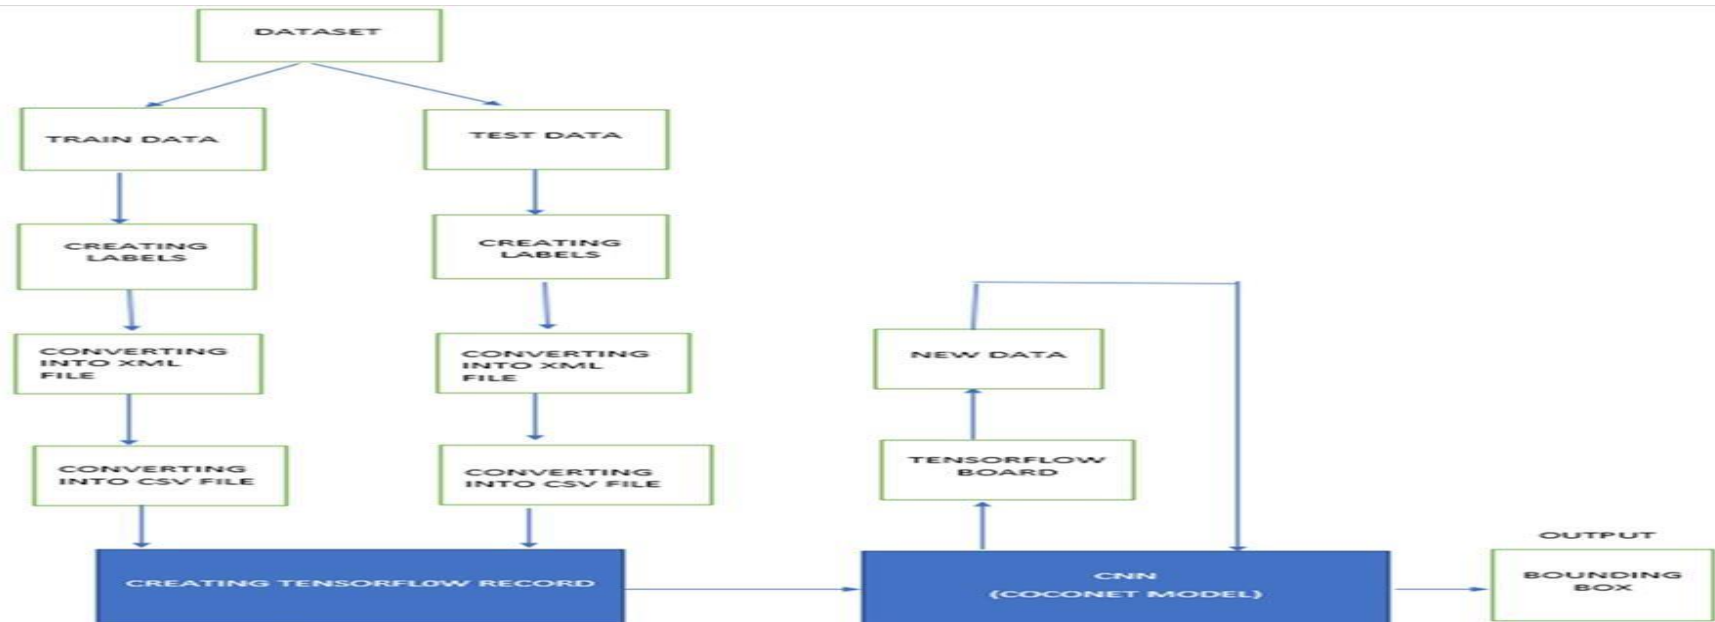 DATASET
TRAIN DATA
TEST DATA
CREATING
LABELS
CREATING
LABELS
CONVERTING
INTO XML
FILE
CONVERTING
INTO XML
FILE
CONVERTING
INTO CSV FILE
CONVERTING
INTO CSV FILE
CREATING TENSORFL0W RECORD
NEW DATA
TENSORFLOW
BOARD
CNN
(COCONET MODEL)
OUTPUT
BOUNDING
BOX